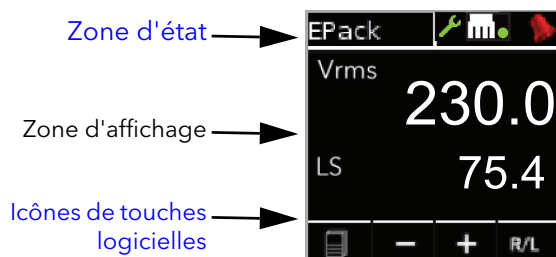 Zone d'état
EPack
Vrms
230.0
Zone d'affichage
LS
75.4
Icônes de touches
logicielles
− + R/L